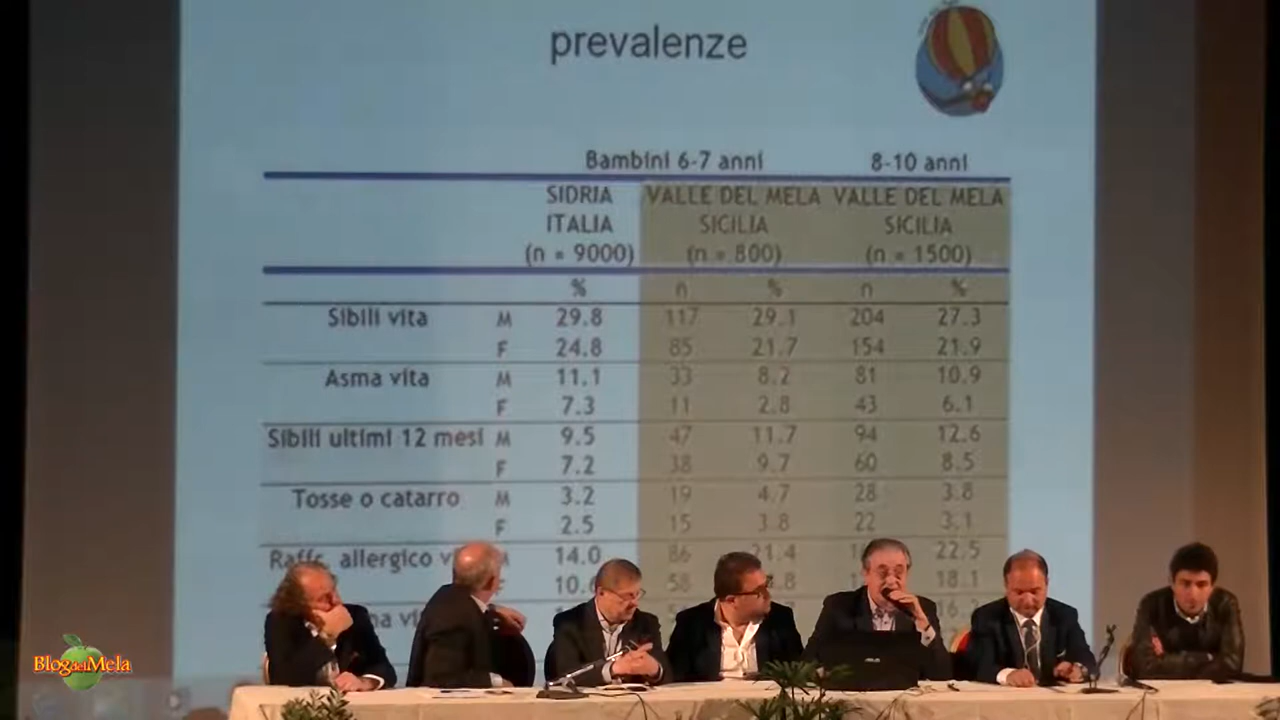 prevalenze
Bambini 6-7 anni 8-10 anni
SIDRIA VALLE DEL MELA VALLE DEL MELA
ITALIA SICILIA SICILIA
(n = 9000) (n = 800) (n = 1500)
% n % n %
Sibili vita M 29.8 117 29.1 204 27.3
F 24.8 85 21.7 154 21.9
Asma vita M 11.1 33 8.2 81 10.9
F 7.3 11 2.8 43 6.1
Sibili ultimi 12 mesi M 9.5 47 11.7 94 12.6
F 7.2 38 9.7 60 8.5
Tosse o catarro M 3.2 19 4.7 28 3.8
F 2.5 15 3.8 22 3.1
Raffr. allergico M 14.0 86 21.4 22.5
F 58 18.1
BlogdelMela
ASUS